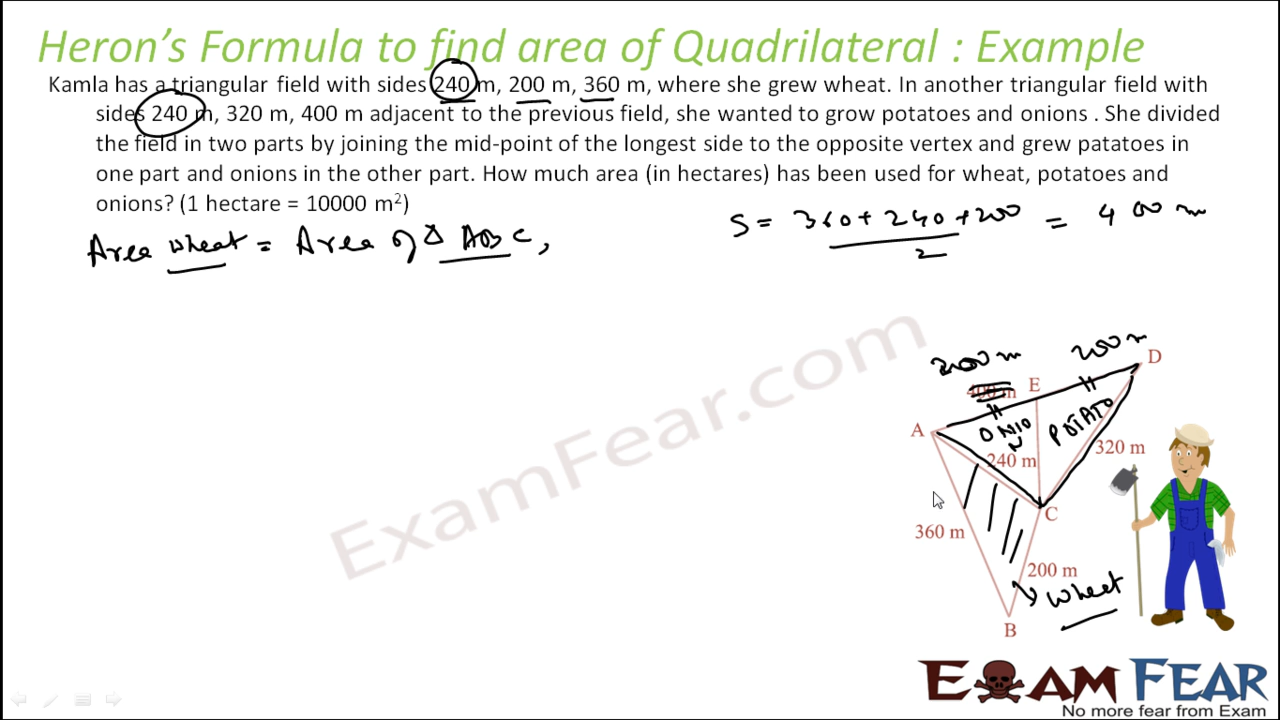 Heron's Formula to find area of Quadrilateral : Example
Kamla has a triangular field with sides 240 m, 200 m, 360 m, where she grew wheat. In another triangular field with
sides 240 m, 320 m, 400 m adjacent to the previous field, she wanted to grow potatoes and onions . She divided
the field in two parts by joining the mid-point of the longest side to the opposite vertex and grew patatoes in
one part and onions in the other part. How much area (in hectares) has been used for wheat, potatoes and
onions? (1 hectare = 10000 m²)
S = 360 + 240 + 200 = 400 m
2
Area wheat = Area of Δ ABC,
ExamFear.com
200 m
200 m
D
400 m
E
A
ONION
POTATO
240 m
320 m
C
360 m
200 m
wheat
B
EXAM FEAR
No more fear from Exam